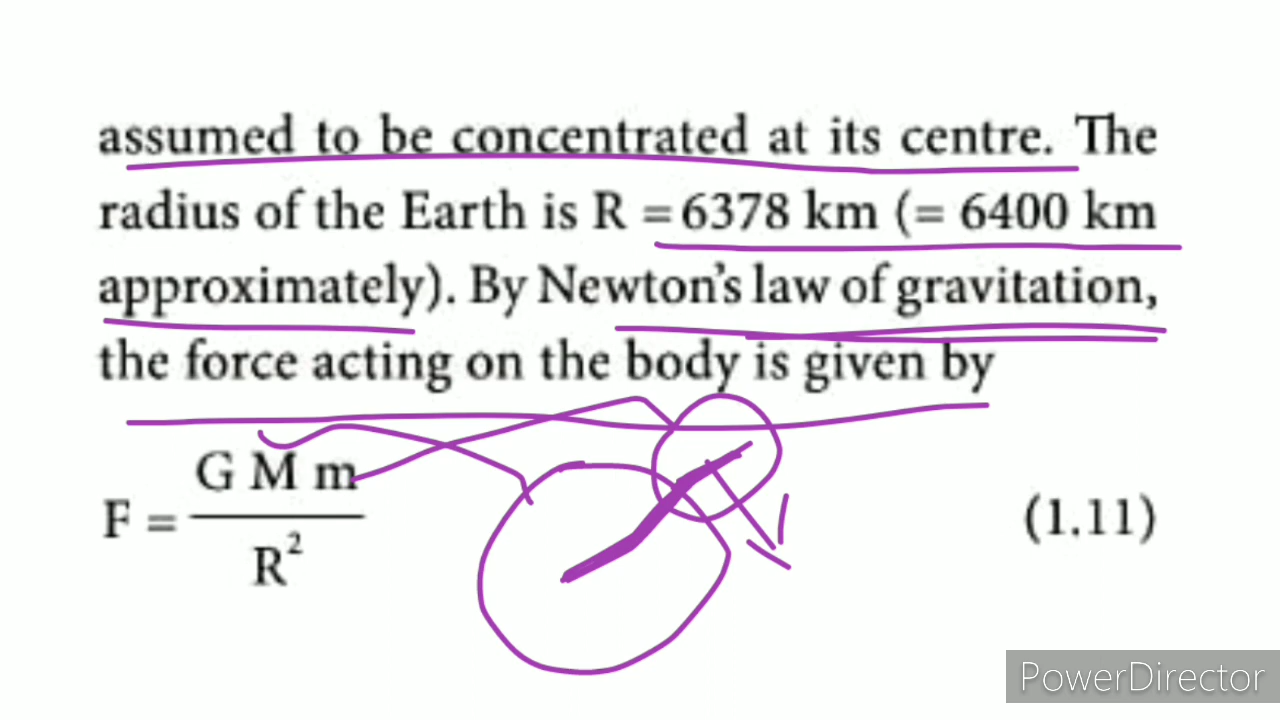 assumed to be concentrated at its centre. The
radius of the Earth is R = 6378 km (= 6400 km
approximately). By Newton's law of gravitation,
the force acting on the body is given by
F = G M m / R² (1.11)
PowerDirector